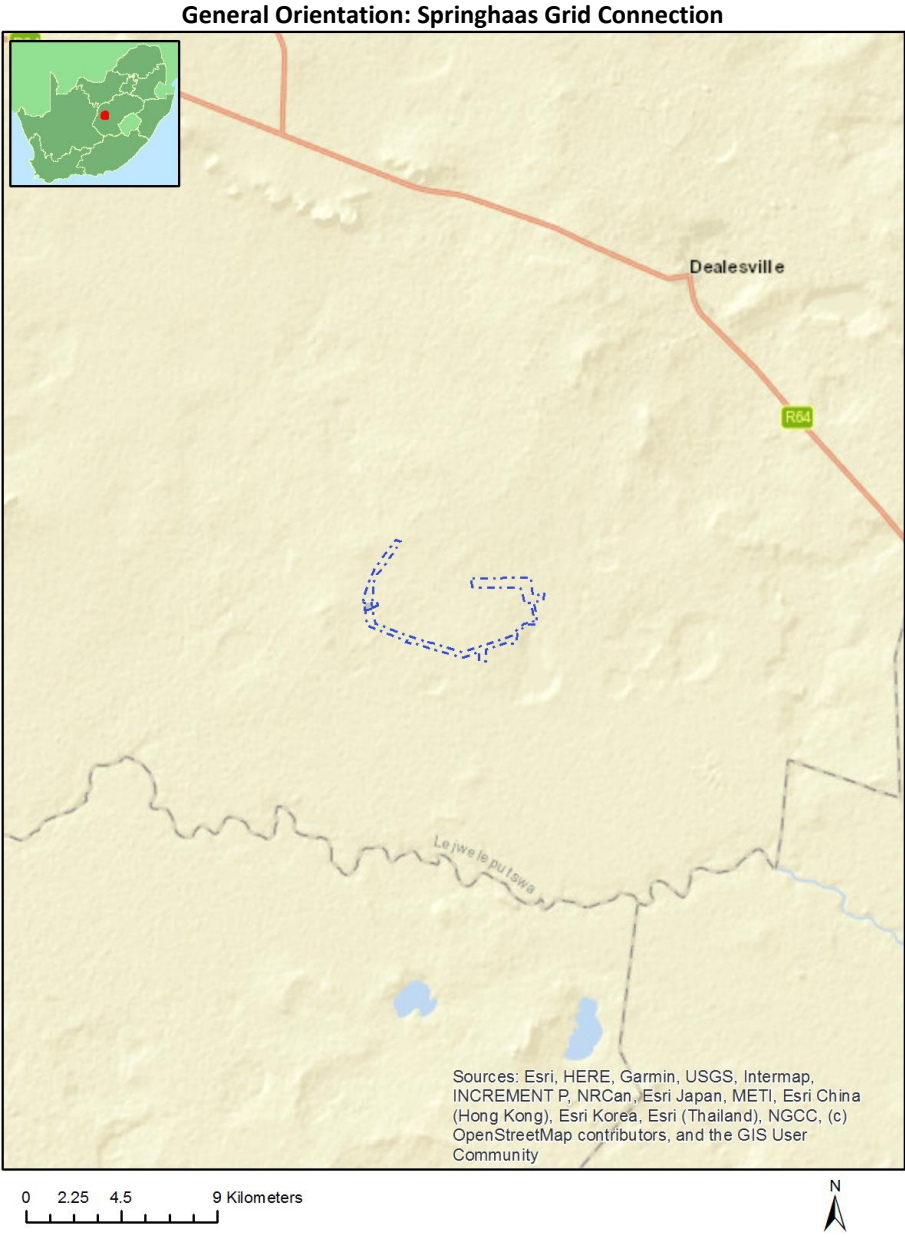 General Orientation: Springhaas Grid Connection
Dealesville
R64
Lejweleputswa
Sources: Esri, HERE, Garmin, USGS, Intermap,
INCREMENT P, NRCan, Esri Japan, METI, Esri China
(Hong Kong), Esri Korea, Esri (Thailand), NGCC, (c)
OpenStreetMap contributors, and the GIS User
Community
0 2.25 4.5 9 Kilometers
N